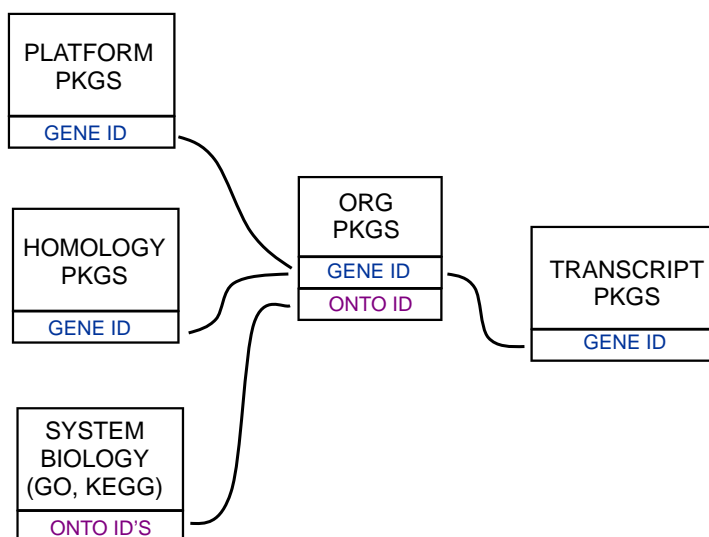 PLATFORM
PKGS
GENE ID
HOMOLOGY
PKGS
GENE ID
SYSTEM
BIOLOGY
(GO, KEGG)
ONTO ID'S
ORG
PKGS
GENE ID
ONTO ID
TRANSCRIPT
PKGS
GENE ID